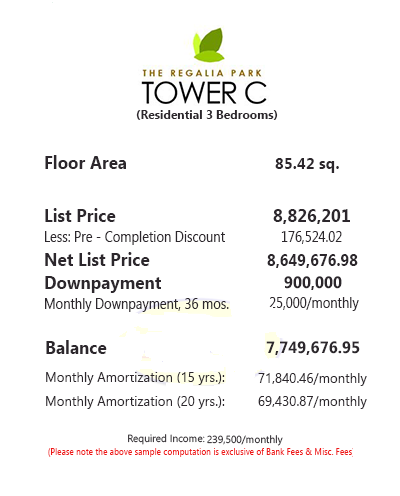 THE REGALIA PARK
TOWER C
(Residential 3 Bedrooms)
Floor Area 85.42 sq.
List Price 8,826,201
Less: Pre - Completion Discount 176,524.02
Net List Price 8,649,676.98
Downpayment 900,000
Monthly Downpayment, 36 mos. 25,000/monthly
Balance 7,749,676.95
Monthly Amortization (15 yrs.): 71,840.46/monthly
Monthly Amortization (20 yrs.): 69,430.87/monthly
Required Income: 239,500/monthly
(Please note the above sample computation is exclusive of Bank Fees & Misc. Fees)